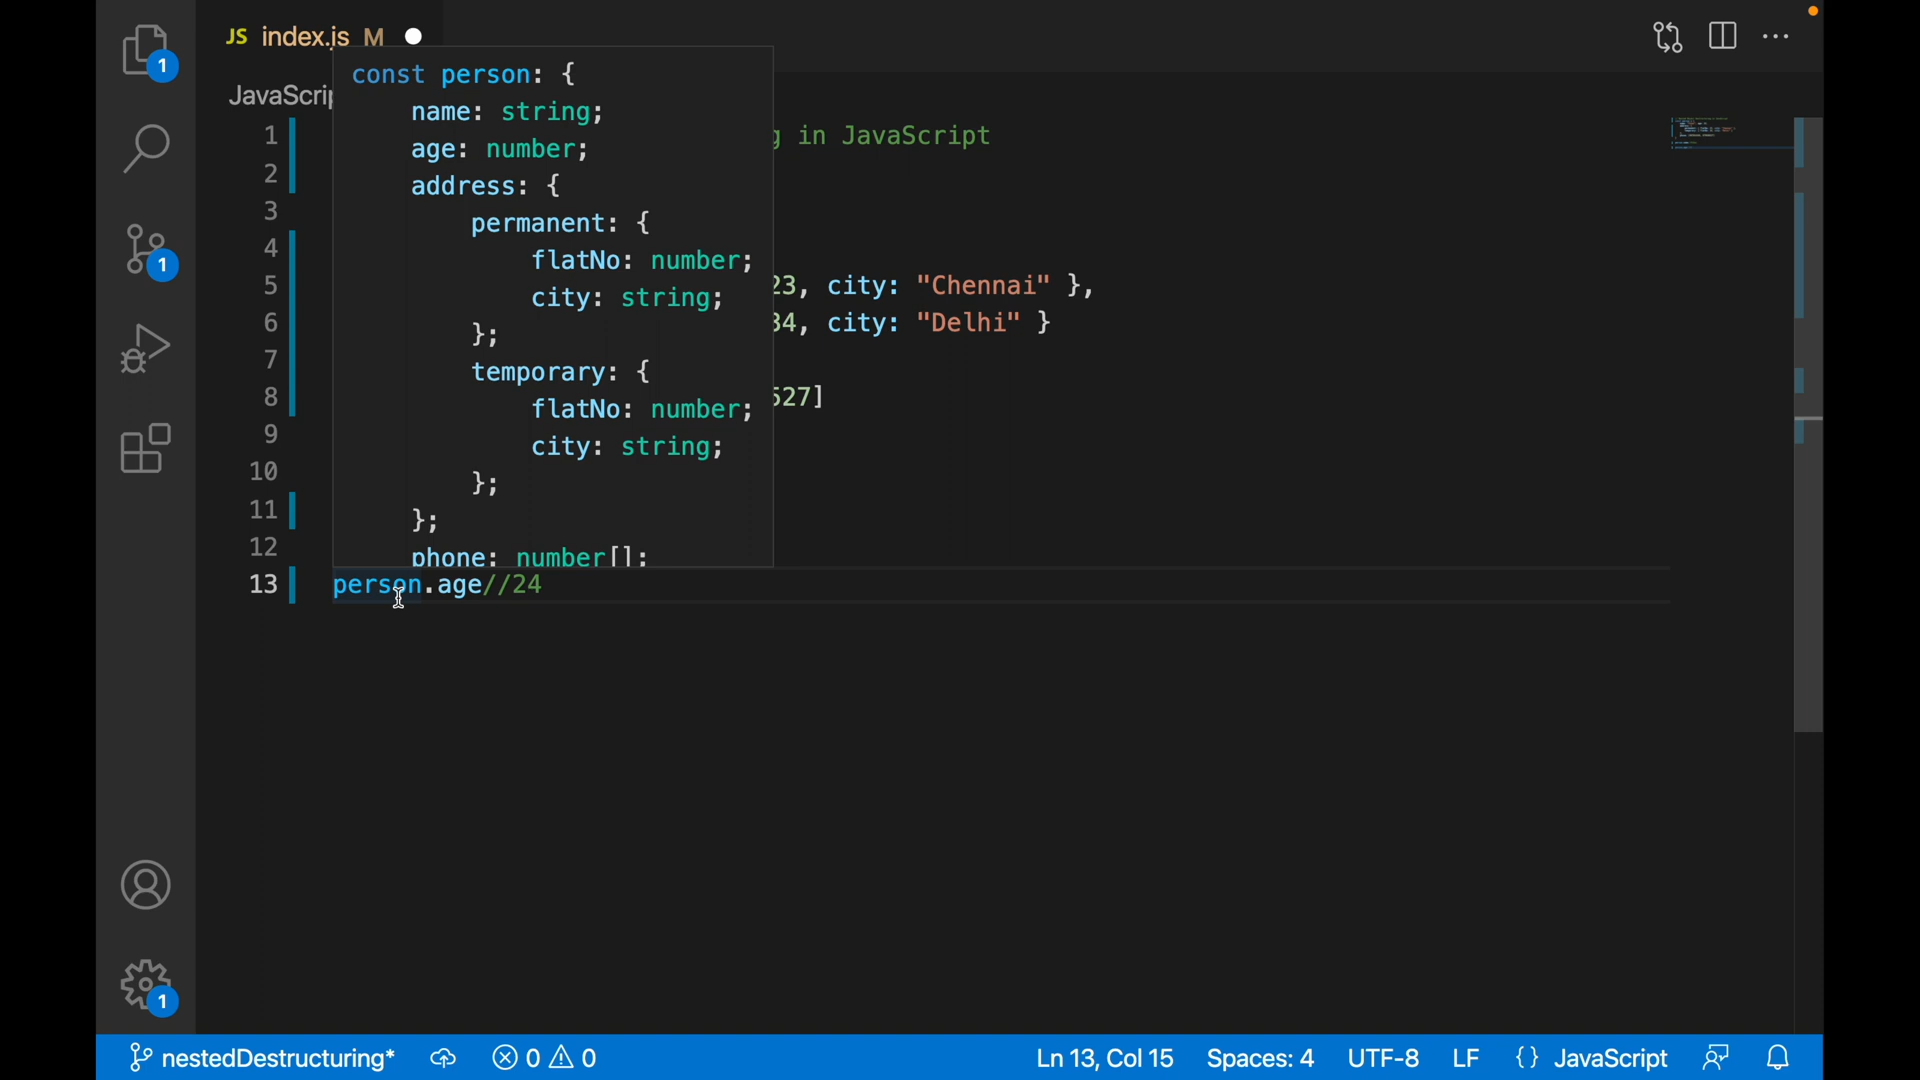 JS index.js M
const person: {
JavaScrip
name: string;
1 g in JavaScript
age: number;
2
address: {
3
permanent: {
4
flatNo: number;
5 23, city: "Chennai" },
city: string;
6 34, city: "Delhi" }
};
7
temporary: {
8 527]
flatNo: number;
9
city: string;
10
};
11
};
12
phone: number[];
13 person.age//24
1
1
1
nestedDestructuring* 0 0 Ln 13, Col 15 Spaces: 4 UTF-8 LF {} JavaScript